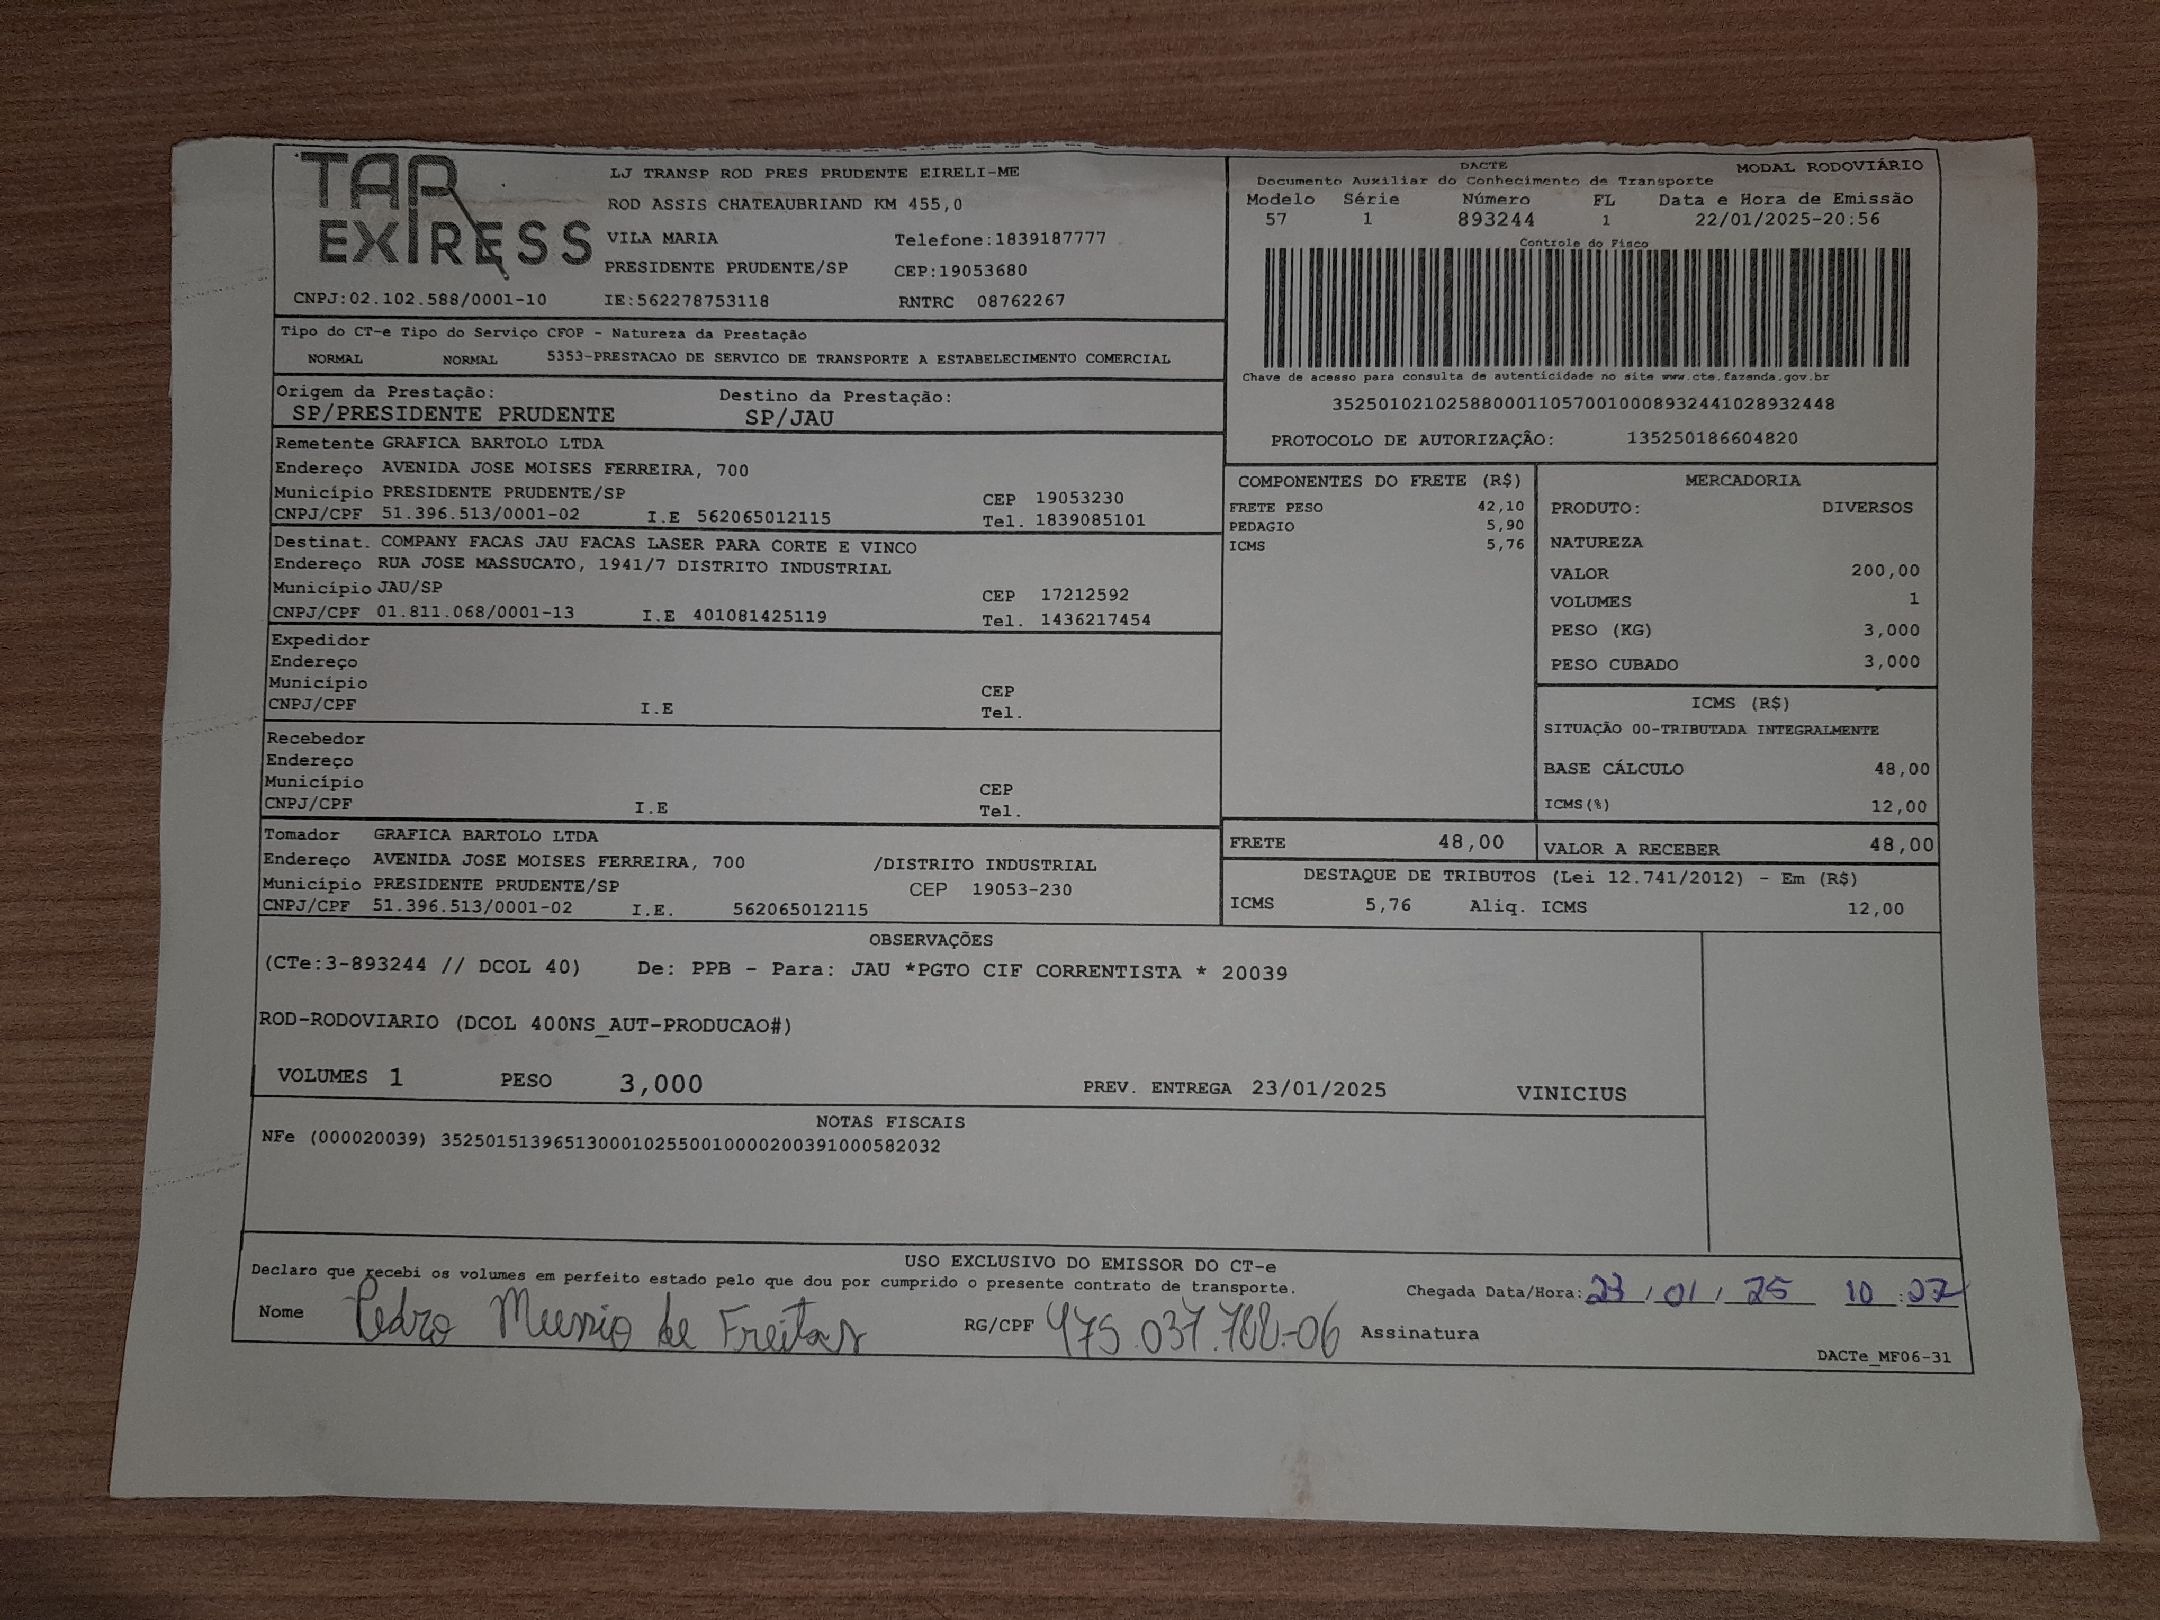 TAP
EXPRESS
LJ TRANSP ROD PRES PRUDENTE EIRELI-ME
ROD ASSIS CHATEAUBRIAND KM 455,0
VILA MARIA Telefone:1839187777
PRESIDENTE PRUDENTE/SP CEP:19053680
CNPJ:02.102.588/0001-10 IE:562278753118 RNTRC 08762267
DACTE MODAL RODOVIÁRIO
Documento Auxiliar do Conhecimento de Transporte
Modelo Série Número FL Data e Hora de Emissão
57 1 893244 1 22/01/2025-20:56
Controle do Fisco
Chave de acesso para consulta de autenticidade no site www.cte.fazenda.gov.br
35250102102588000110570010008932441028932448
PROTOCOLO DE AUTORIZAÇÃO: 135250186604820
Tipo do CT-e Tipo do Serviço CFOP - Natureza da Prestação
NORMAL NORMAL 5353-PRESTACAO DE SERVICO DE TRANSPORTE A ESTABELECIMENTO COMERCIAL
Origem da Prestação: Destino da Prestação:
SP/PRESIDENTE PRUDENTE SP/JAU
Remetente GRAFICA BARTOLO LTDA
Endereço AVENIDA JOSE MOISES FERREIRA, 700
Município PRESIDENTE PRUDENTE/SP CEP 19053230
CNPJ/CPF 51.396.513/0001-02 I.E 562065012115 Tel. 1839085101
Destinat. COMPANY FACAS JAU FACAS LASER PARA CORTE E VINCO
Endereço RUA JOSE MASSUCATO, 1941/7 DISTRITO INDUSTRIAL
Município JAU/SP CEP 17212592
CNPJ/CPF 01.811.068/0001-13 I.E 401081425119 Tel. 1436217454
Expedidor
Endereço
Município CEP
CNPJ/CPF I.E Tel.
Recebedor
Endereço
Município CEP
CNPJ/CPF I.E Tel.
Tomador GRAFICA BARTOLO LTDA
Endereço AVENIDA JOSE MOISES FERREIRA, 700 /DISTRITO INDUSTRIAL
Município PRESIDENTE PRUDENTE/SP CEP 19053-230
CNPJ/CPF 51.396.513/0001-02 I.E. 562065012115
COMPONENTES DO FRETE (R$)
FRETE PESO 42,10
PEDAGIO 5,90
ICMS 5,76
MERCADORIA
PRODUTO: DIVERSOS
NATUREZA
VALOR 200,00
VOLUMES 1
PESO (KG) 3,000
PESO CUBADO 3,000
ICMS (R$)
SITUAÇÃO 00-TRIBUTADA INTEGRALMENTE
BASE CÁLCULO 48,00
ICMS(%) 12,00
FRETE 48,00 VALOR A RECEBER 48,00
DESTAQUE DE TRIBUTOS (Lei 12.741/2012) - Em (R$)
ICMS 5,76 Aliq. ICMS 12,00
OBSERVAÇÕES
(CTe:3-893244 // DCOL 40) De: PPB - Para: JAU *PGTO CIF CORRENTISTA * 20039
ROD-RODOVIARIO (DCOL 400NS_AUT-PRODUCAO#)
VOLUMES 1 PESO 3,000 PREV. ENTREGA 23/01/2025 VINICIUS
NOTAS FISCAIS
NFe (000020039) 35250151396513000102550010000200391000582032
USO EXCLUSIVO DO EMISSOR DO CT-e
Declaro que recebi os volumes em perfeito estado pelo que dou por cumprido o presente contrato de transporte.
Chegada Data/Hora: 23/01/25 10:27
Nome Pedro de Freitas RG/CPF Assinatura
DACTe_MF06-31